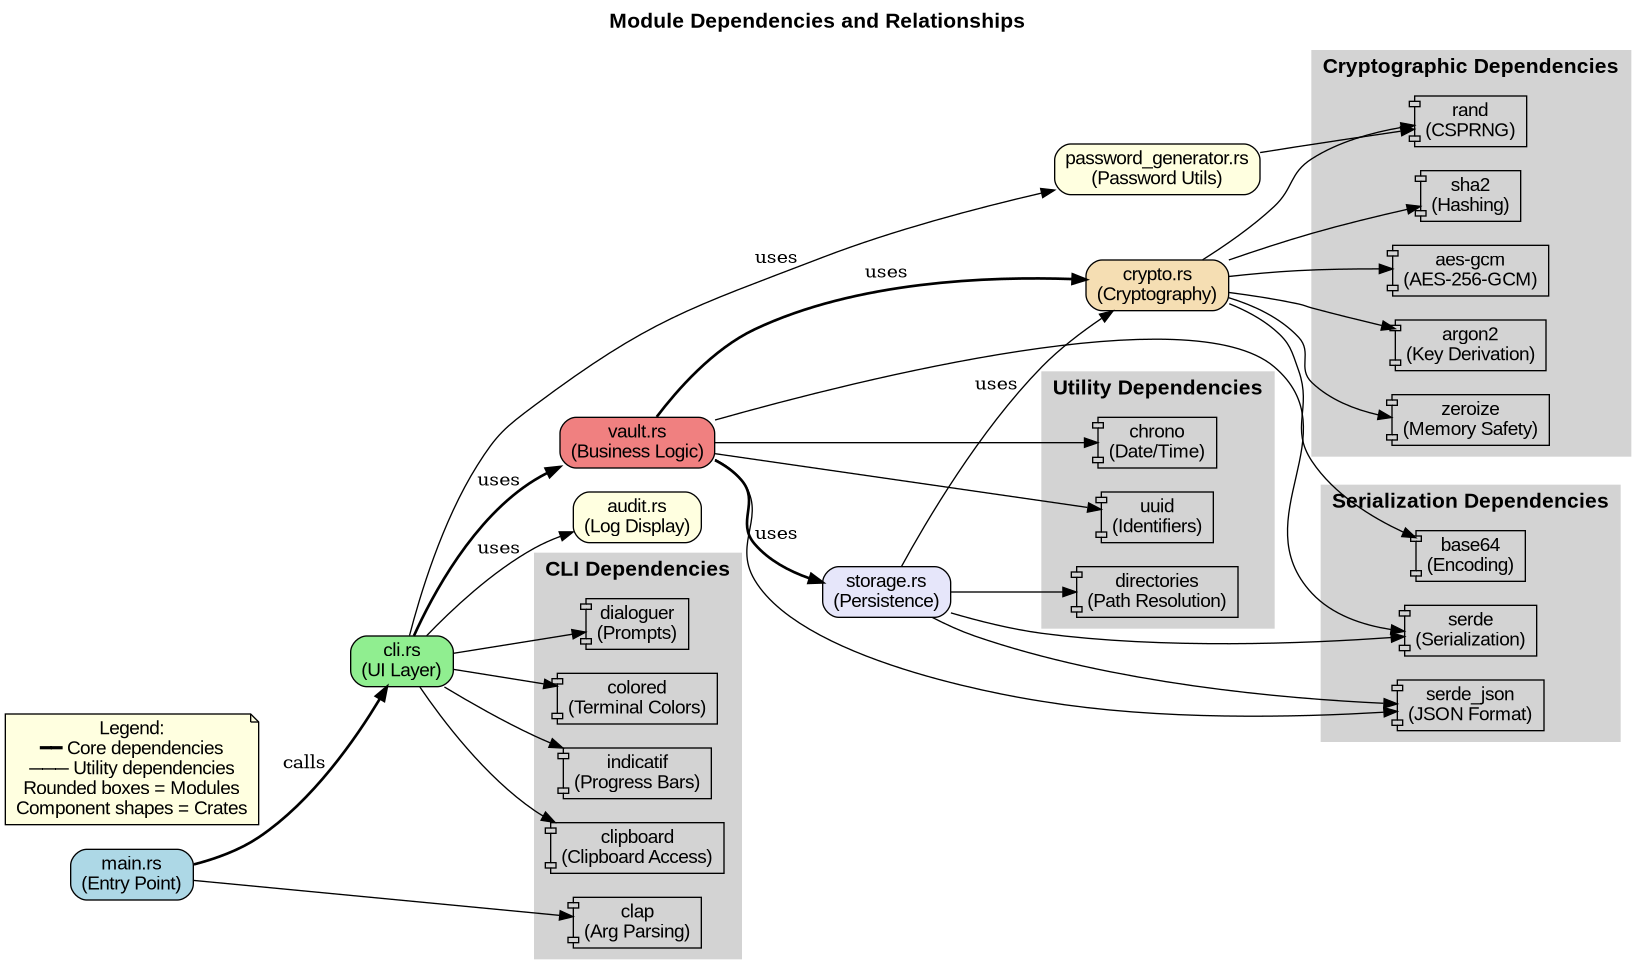 Module Dependencies and Relationships
Cryptographic Dependencies
rand
(CSPRNG)
sha2
(Hashing)
aes-gcm
(AES-256-GCM)
argon2
(Key Derivation)
zeroize
(Memory Safety)
password_generator.rs
(Password Utils)
uses
uses
crypto.rs
(Cryptography)
uses
Utility Dependencies
chrono
(Date/Time)
uuid
(Identifiers)
directories
(Path Resolution)
vault.rs
(Business Logic)
uses
audit.rs
(Log Display)
uses
uses
storage.rs
(Persistence)
Serialization Dependencies
base64
(Encoding)
serde
(Serialization)
serde_json
(JSON Format)
CLI Dependencies
dialoguer
(Prompts)
colored
(Terminal Colors)
indicatif
(Progress Bars)
clipboard
(Clipboard Access)
clap
(Arg Parsing)
cli.rs
(UI Layer)
calls
Legend:
━━ Core dependencies
─── Utility dependencies
Rounded boxes = Modules
Component shapes = Crates
main.rs
(Entry Point)